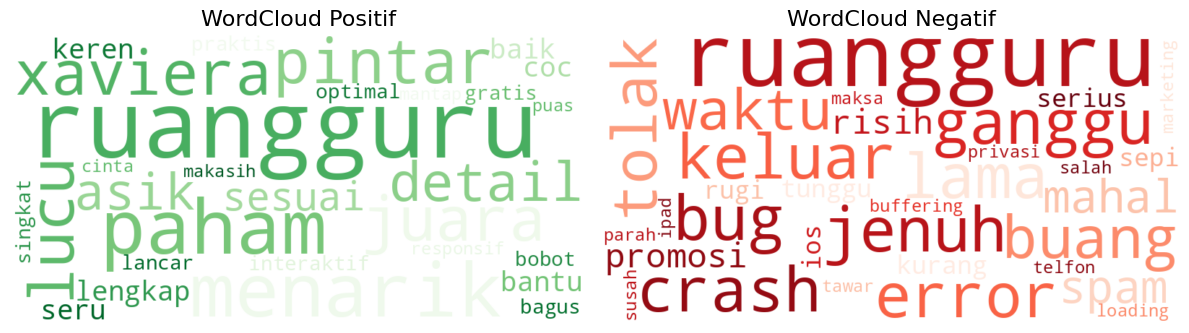 WordCloud Positif
keren
praktis
pintar
baik
xaviera
coc
optimal
mantap
gratis
puas
ruangguru
cinta
makasih
lucu
asik
sesuai
detail
singkat
paham
juara
responsif
lancar
interaktif
bobot
lengkap
menarik
bantu
seru
bagus
WordCloud Negatif
tolak
ruangguru
marketing
waktu
maksa
serius
risih
ganggu
keluar
privasi
sepi
salah
rugi
tunggu
lama
mahal
ipad
bug
buffering
parah
jenuh
buang
ios
promosi
kurang
telfon
susah
crash
tawar
error
spam
loading